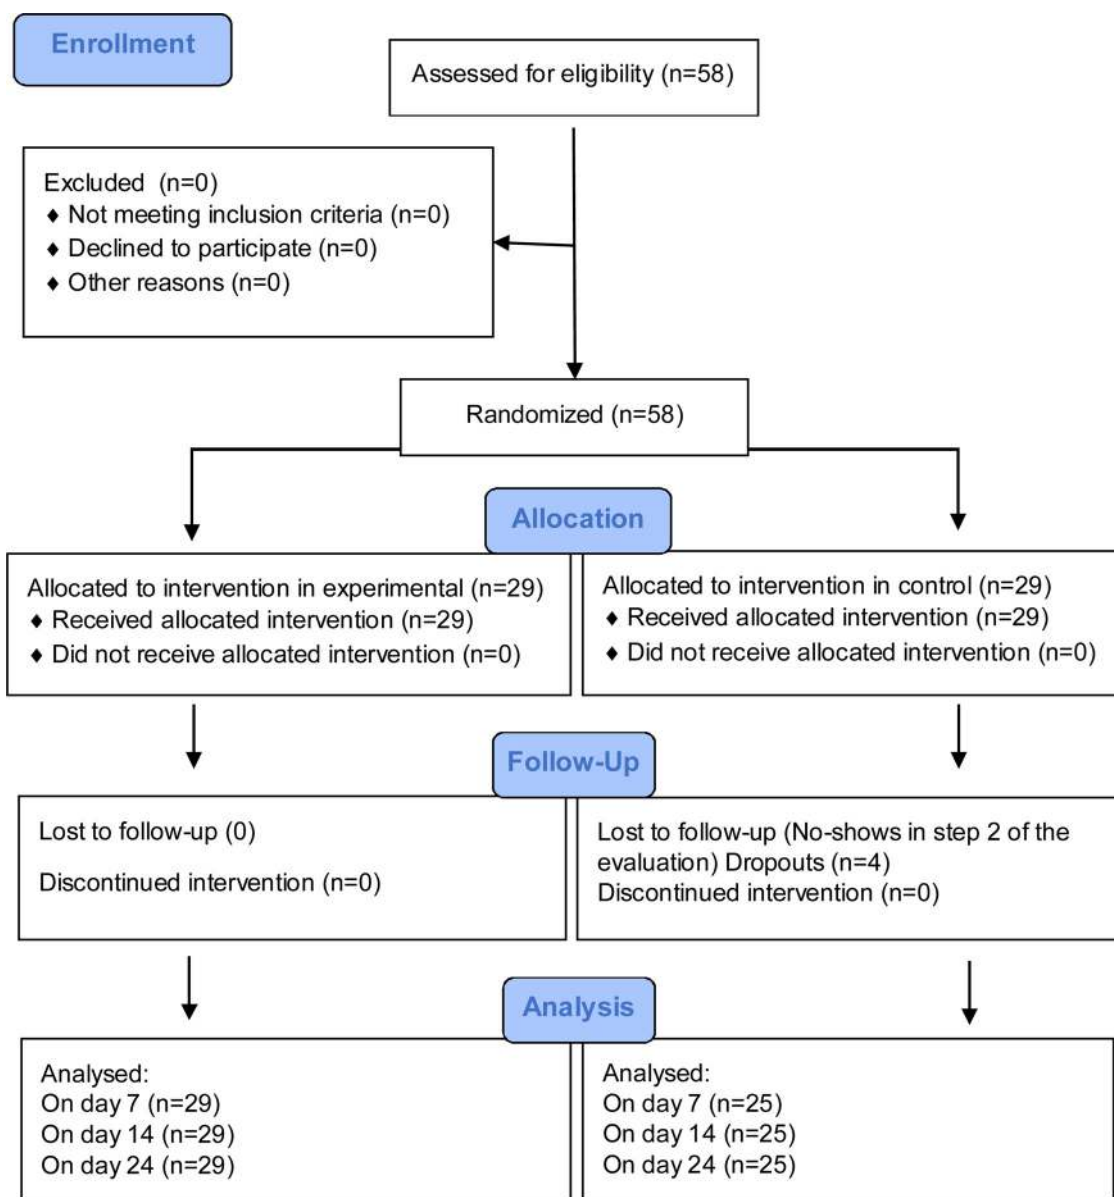 Enrollment
Assessed for eligibility (n=58)
Excluded  (n=0)
♦ Not meeting inclusion criteria (n=0)
♦ Declined to participate (n=0)
♦ Other reasons (n=0)
Randomized (n=58)
Allocation
Allocated to intervention in experimental (n=29)
♦ Received allocated intervention (n=29)
♦ Did not receive allocated intervention (n=0)
Allocated to intervention in control (n=29)
♦ Received allocated intervention (n=29)
♦ Did not receive allocated intervention (n=0)
Follow-Up
Lost to follow-up (0)
Discontinued intervention (n=0)
Lost to follow-up (No-shows in step 2 of the
evaluation) Dropouts (n=4)
Discontinued intervention (n=0)
Analysis
Analysed:
On day 7 (n=29)
On day 14 (n=29)
On day 24 (n=29)
Analysed:
On day 7 (n=25)
On day 14 (n=25)
On day 24 (n=25)